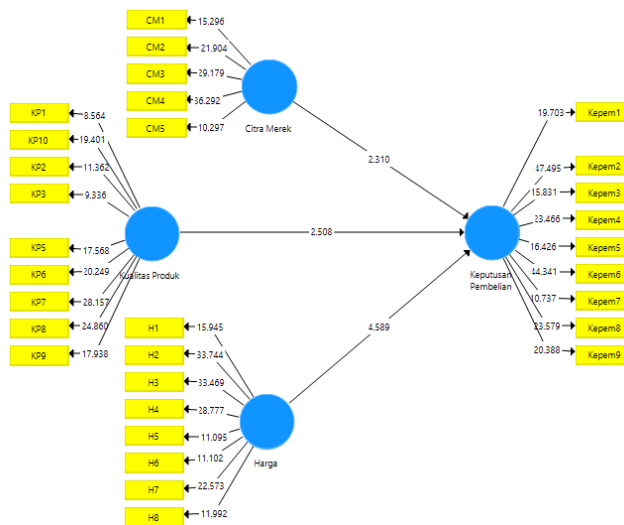 CM1
15.296
CM2
21.904
CM3
29.179
CM4
36.292
CM5
10.297
Citra Merek
KP1
8.564
KP10
19.401
KP2
11.362
KP3
9.336
KP5
17.568
KP6
20.249
KP7
28.157
KP8
24.860
KP9
17.938
Kualitas Produk
2.310
2.508
4.589
H1
15.945
H2
33.744
H3
33.469
H4
28.777
H5
11.095
H6
11.102
H7
22.573
H8
11.992
Harga
Keputusan
Pembelian
19.703
Kepem1
47.495
Kepem2
15.831
Kepem3
23.466
Kepem4
16.426
Kepem5
44.341
Kepem6
10.737
Kepem7
23.579
Kepem8
20.388
Kepem9